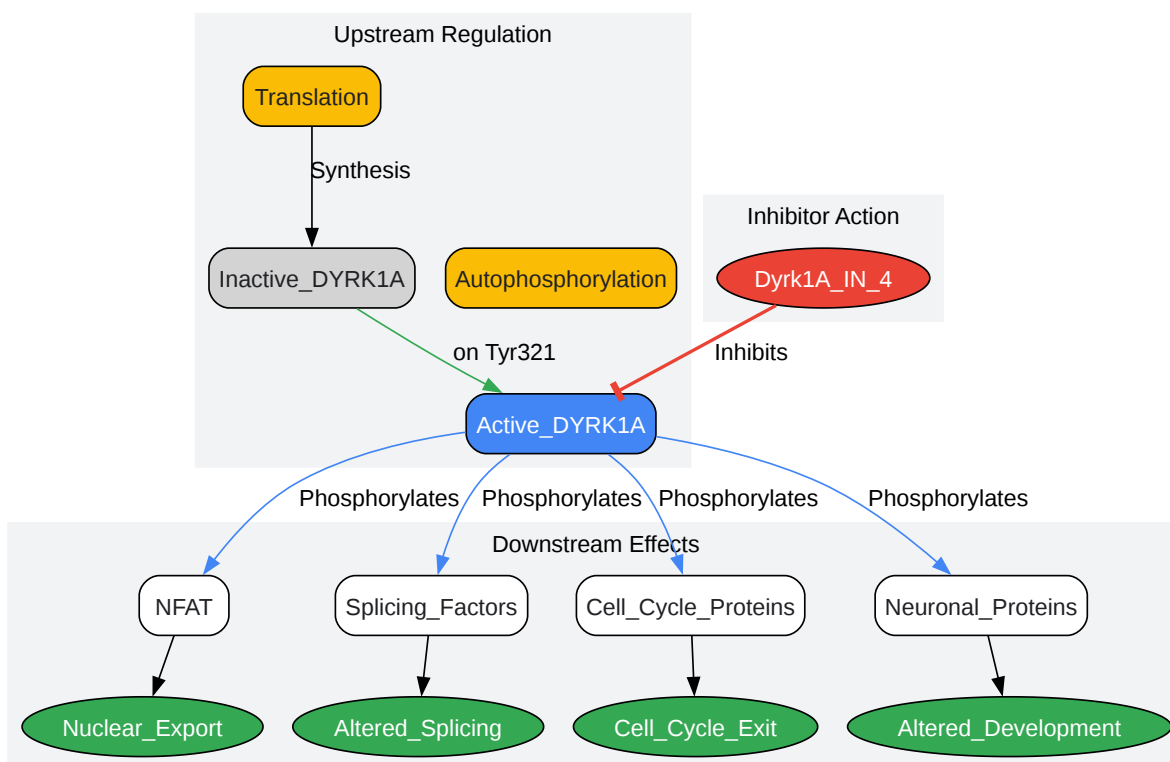 Upstream Regulation
Translation
Synthesis
Inhibitor Action
Inactive_DYRK1A
Autophosphorylation
Dyrk1A_IN_4
on Tyr321
Inhibits
Active_DYRK1A
Phosphorylates
Phosphorylates
Phosphorylates
Phosphorylates
Downstream Effects
NFAT
Splicing_Factors
Cell_Cycle_Proteins
Neuronal_Proteins
Nuclear_Export
Altered_Splicing
Cell_Cycle_Exit
Altered_Development